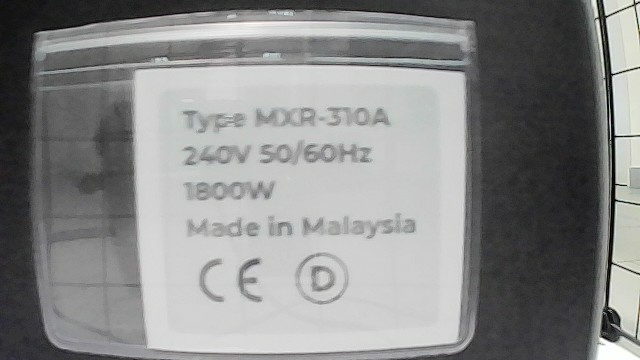 Type MXR-310A
240V 50/60Hz
1800W
Made in Malaysia
CE D